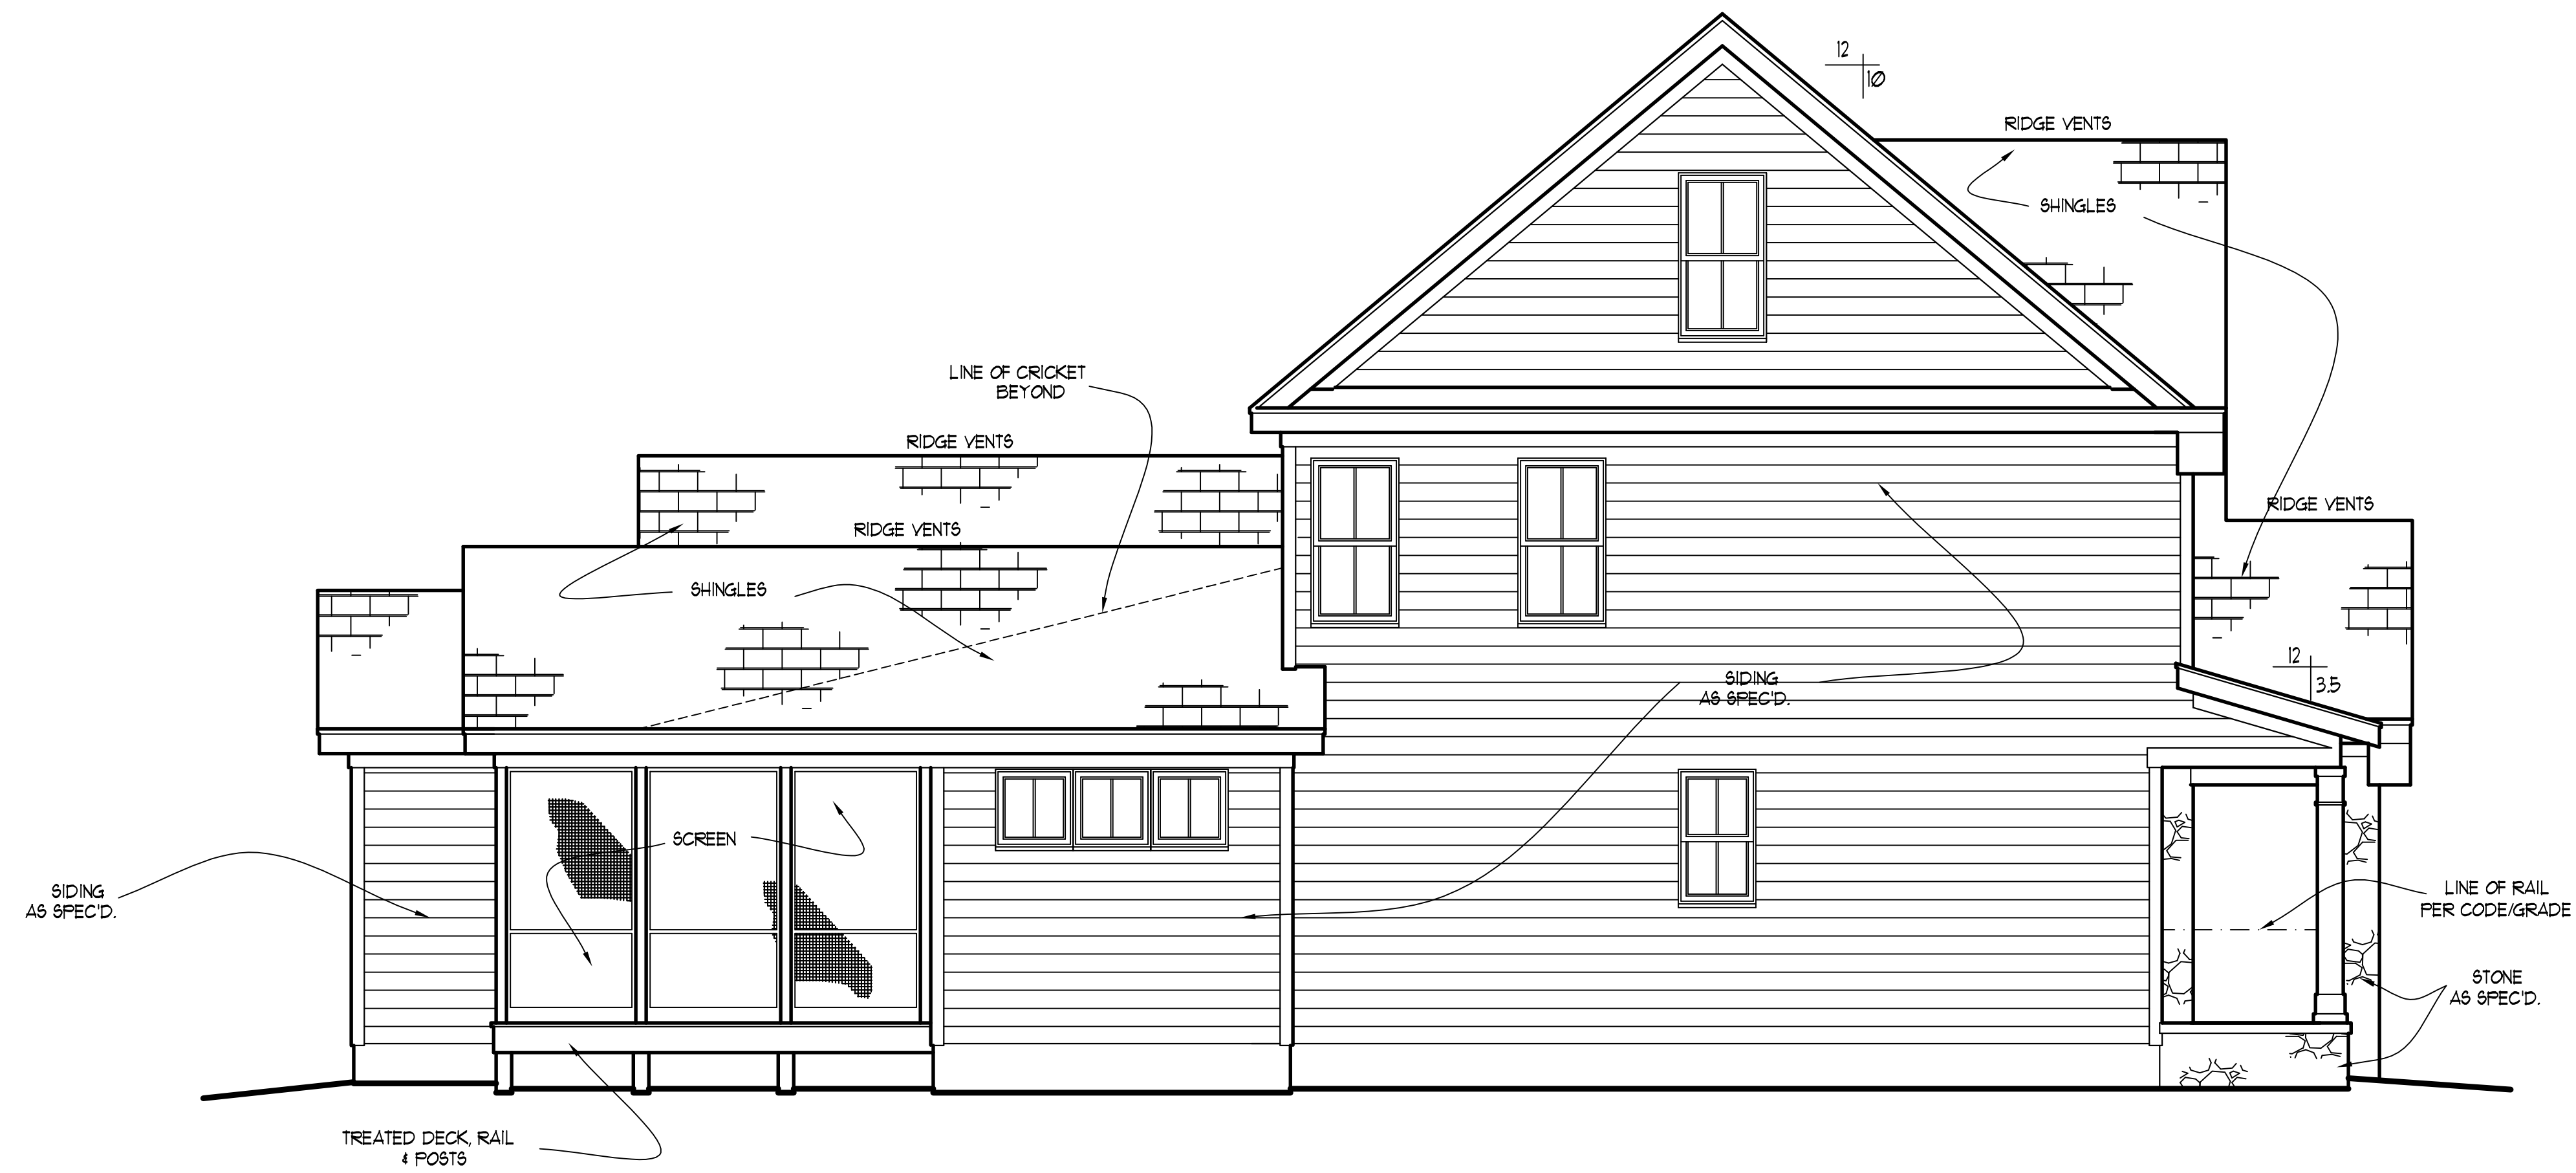 12
10
RIDGE VENTS
SHINGLES
LINE OF CRICKET
BEYOND
RIDGE VENTS
RIDGE VENTS
RIDGE VENTS
SHINGLES
12
3.5
SIDING
AS SPEC'D.
SCREEN
SIDING
AS SPEC'D.
LINE OF RAIL
PER CODE/GRADE
STONE
AS SPEC'D.
TREATED DECK, RAIL
& POSTS